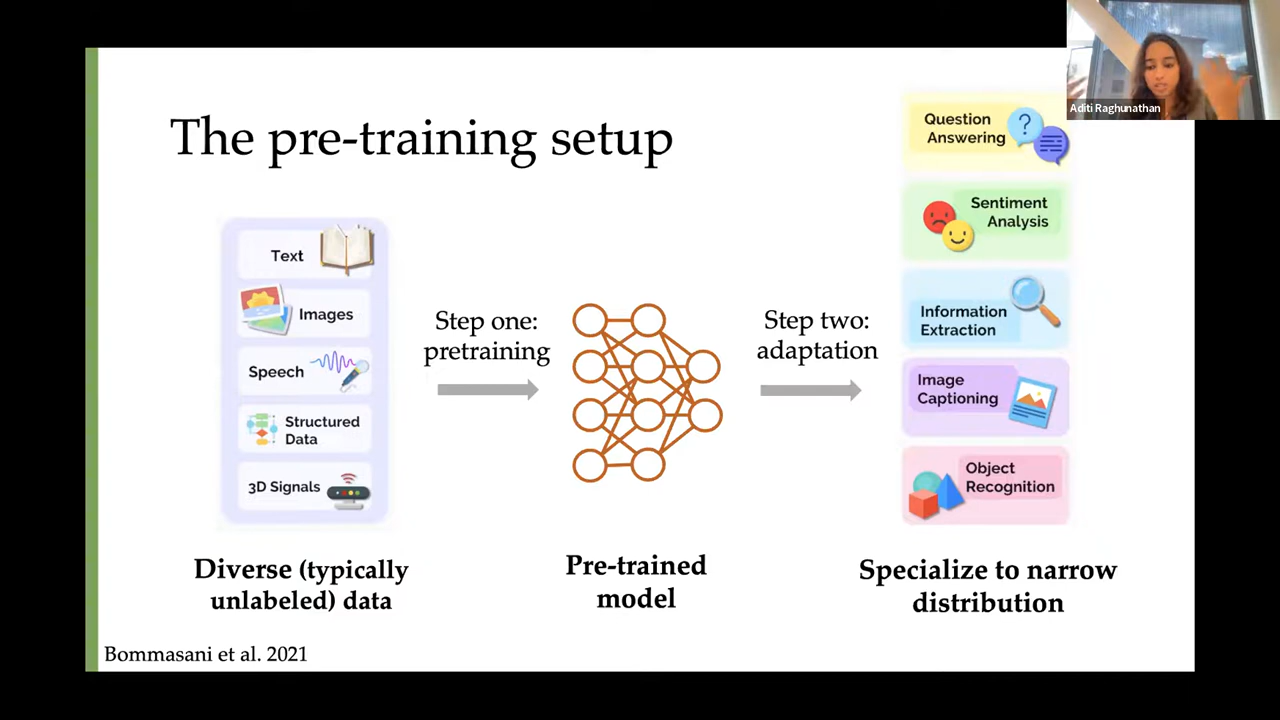 Aditi Raghunathan
The pre-training setup
Text
Images
Speech
Structured
Data
3D Signals
Step one:
pretraining
Step two:
adaptation
Question
Answering
?
Sentiment
Analysis
Information
Extraction
Image
Captioning
Object
Recognition
Diverse (typically
unlabeled) data
Pre-trained
model
Specialize to narrow
distribution
Bommasani et al. 2021